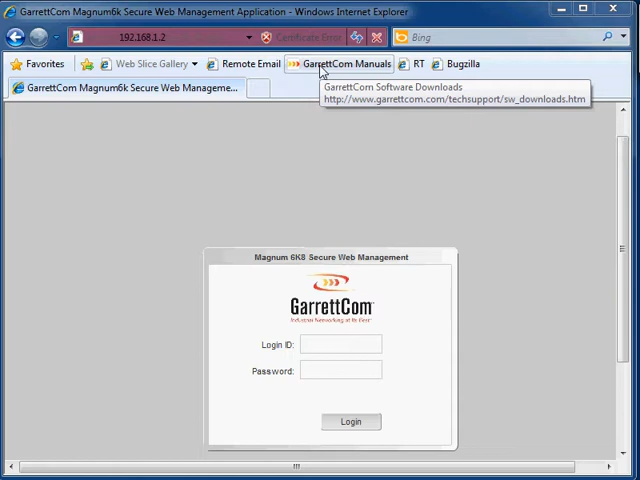 GarrettCom Magnum6k Secure Web Management Application - Windows Internet Explorer
192.168.1.2 Certificate Error Bing
Favorites Web Slice Gallery Remote Email GarrettCom Manuals RT Bugzilla
GarrettCom Magnum6k Secure Web Manageme...
GarrettCom Software Downloads
http://www.garrettcom.com/techsupport/sw_downloads.htm
Magnum 6K8 Secure Web Management
GarrettCom
Industrial Networking at Its Best
Login ID:
Password:
Login